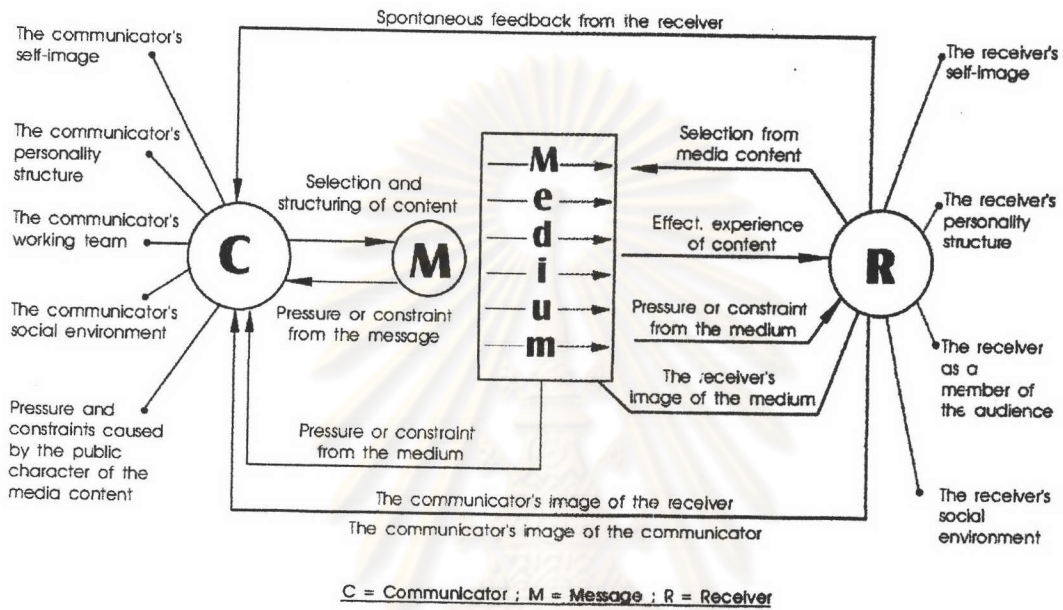 Spontaneous feedback from the receiver
The communicator's
self-image
The communicator's
personality
structure
The communicator's
working team
The communicator's
social environment
Pressure and
constraints caused
by the public
character of the
media content
C
Selection and
structuring of content
M
Pressure or constraint
from the message
Pressure or constraint
from the medium
M
e
d
i
u
m
Selection from
media content
Effect, experience
of content
Pressure or constraint
from the medium
The receiver's
image of the medium
R
The receiver's
self-image
The receiver's
personality
structure
The receiver
as a
member of
the audience
The receiver's
social
environment
The communicator's image of the receiver
The communicator's image of the communicator
C = Communicator ; M = Message ; R = Receiver